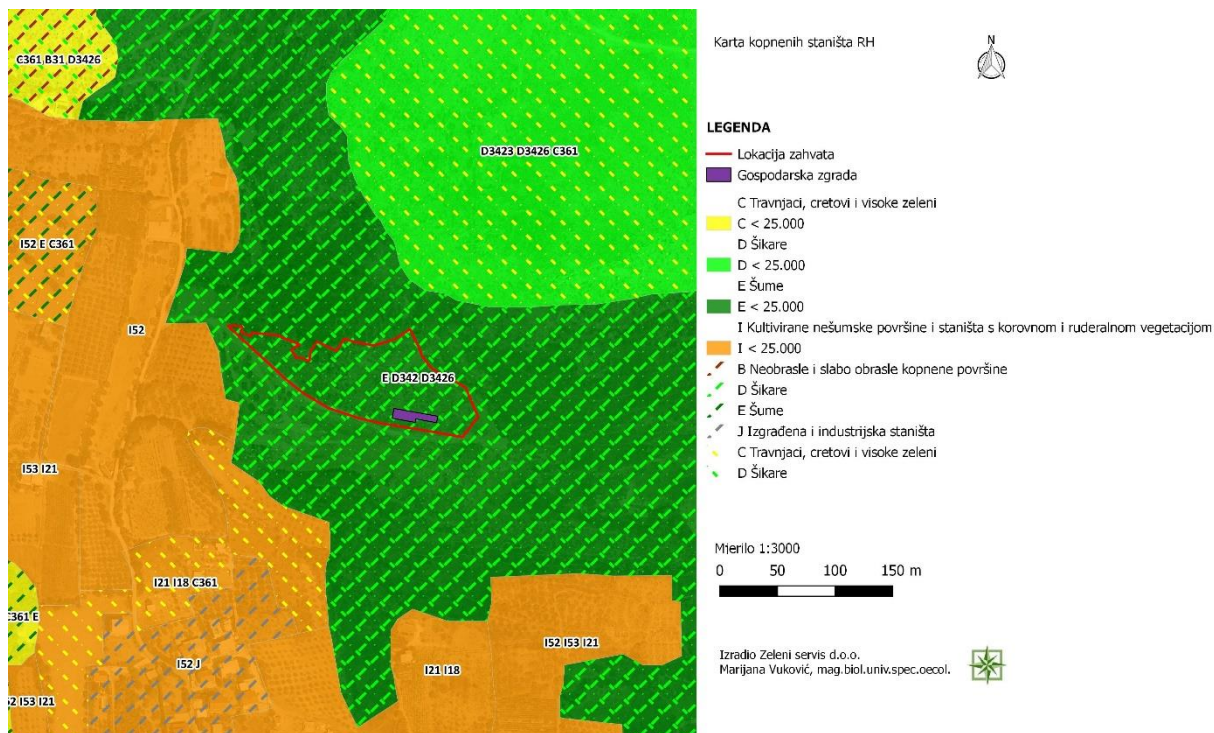 C361 B31 D3426
D3423 D3426 C361
I52 E C361
I52
E D342 D3426
I53 I21
I21 I18 C361
C361 E
I52 J
I21 I18
I52 I53 I21
I53 I21
Karta kopnenih staništa RH
N
LEGENDA
Lokacija zahvata
Gospodarska zgrada
C Travnjaci, cretovi i visoke zeleni
C < 25.000
D Šikare
D < 25.000
E Šume
E < 25.000
I Kultivirane nešumske površine i staništa s korovnom i ruderalnom vegetacijom
I < 25.000
B Neobrasle i slabo obrasle kopnene površine
D Šikare
E Šume
J Izgrađena i industrijska staništa
C Travnjaci, cretovi i visoke zeleni
D Šikare
Mjerilo 1:3000
0 50 100 150 m
Izradio Zeleni servis d.o.o.
Marijana Vuković, mag.biol.univ.spec.oecol.